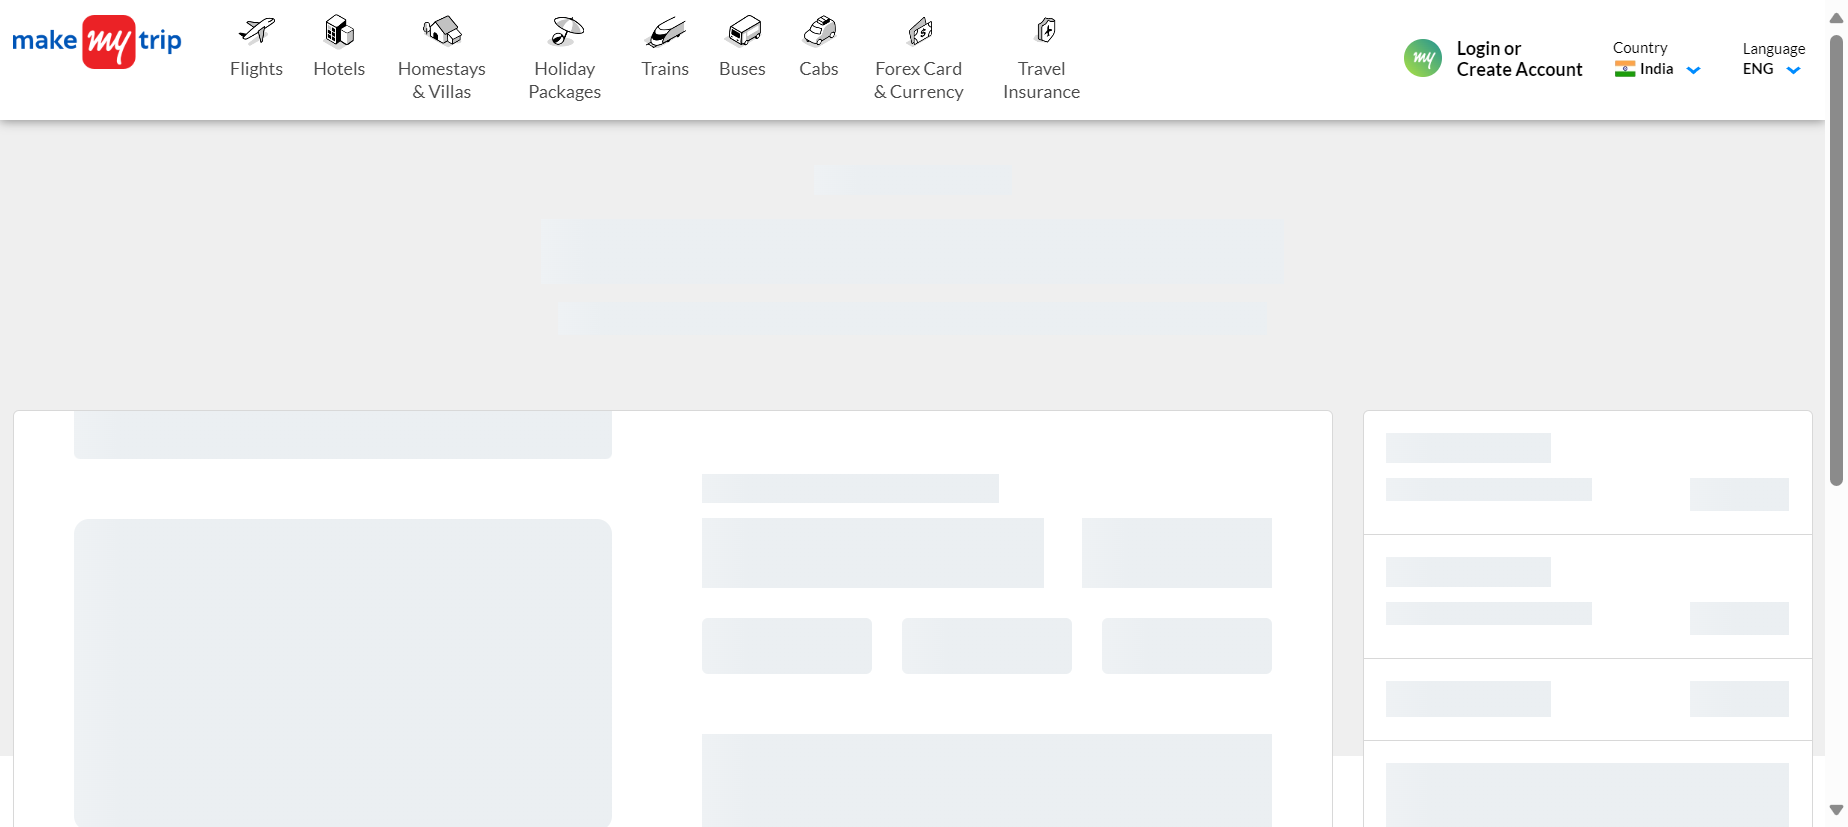 make my trip
Flights
Hotels
Homestays
& Villas
Holiday
Packages
Trains
Buses
Cabs
Forex Card
& Currency
Travel
Insurance
my
Login or
Create Account
Country
India
Language
ENG